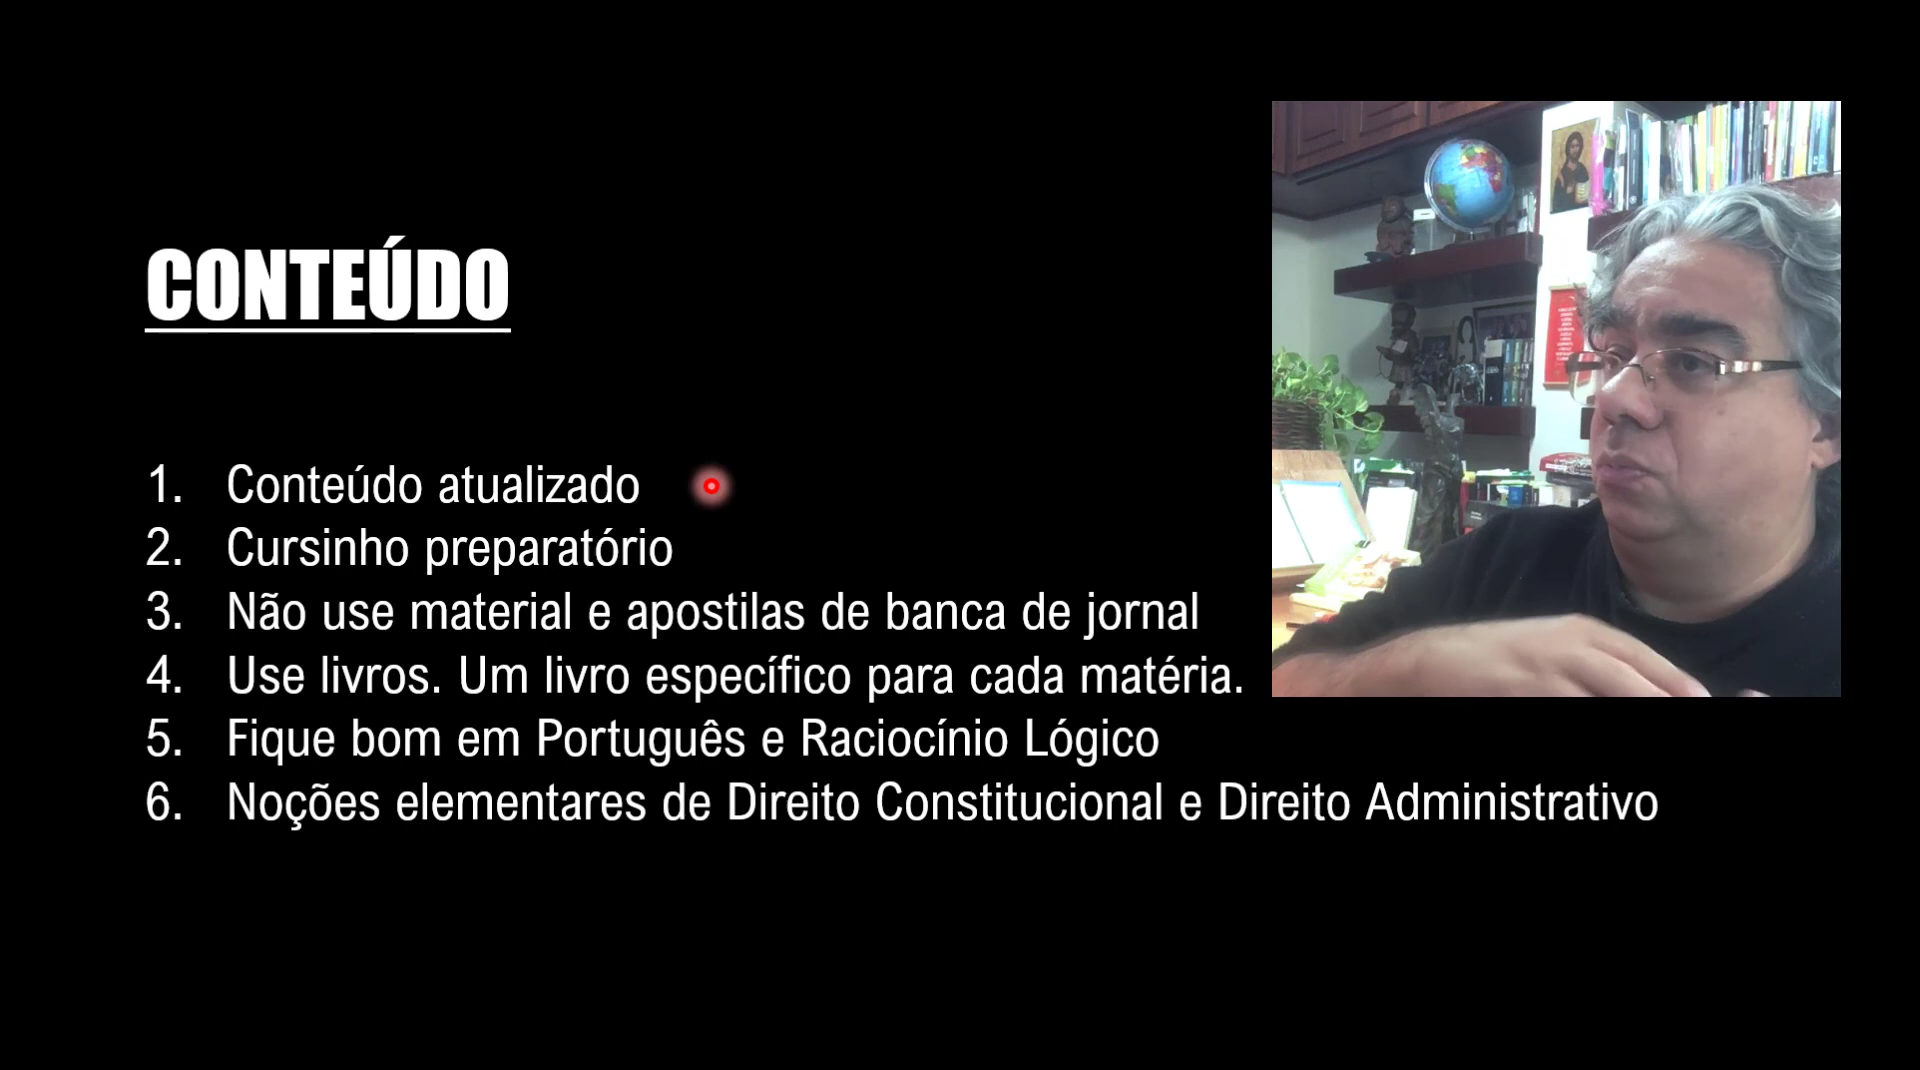 CONTEÚDO
1. Conteúdo atualizado
2. Cursinho preparatório
3. Não use material e apostilas de banca de jornal
4. Use livros. Um livro específico para cada matéria.
5. Fique bom em Português e Raciocínio Lógico
6. Noções elementares de Direito Constitucional e Direito Administrativo